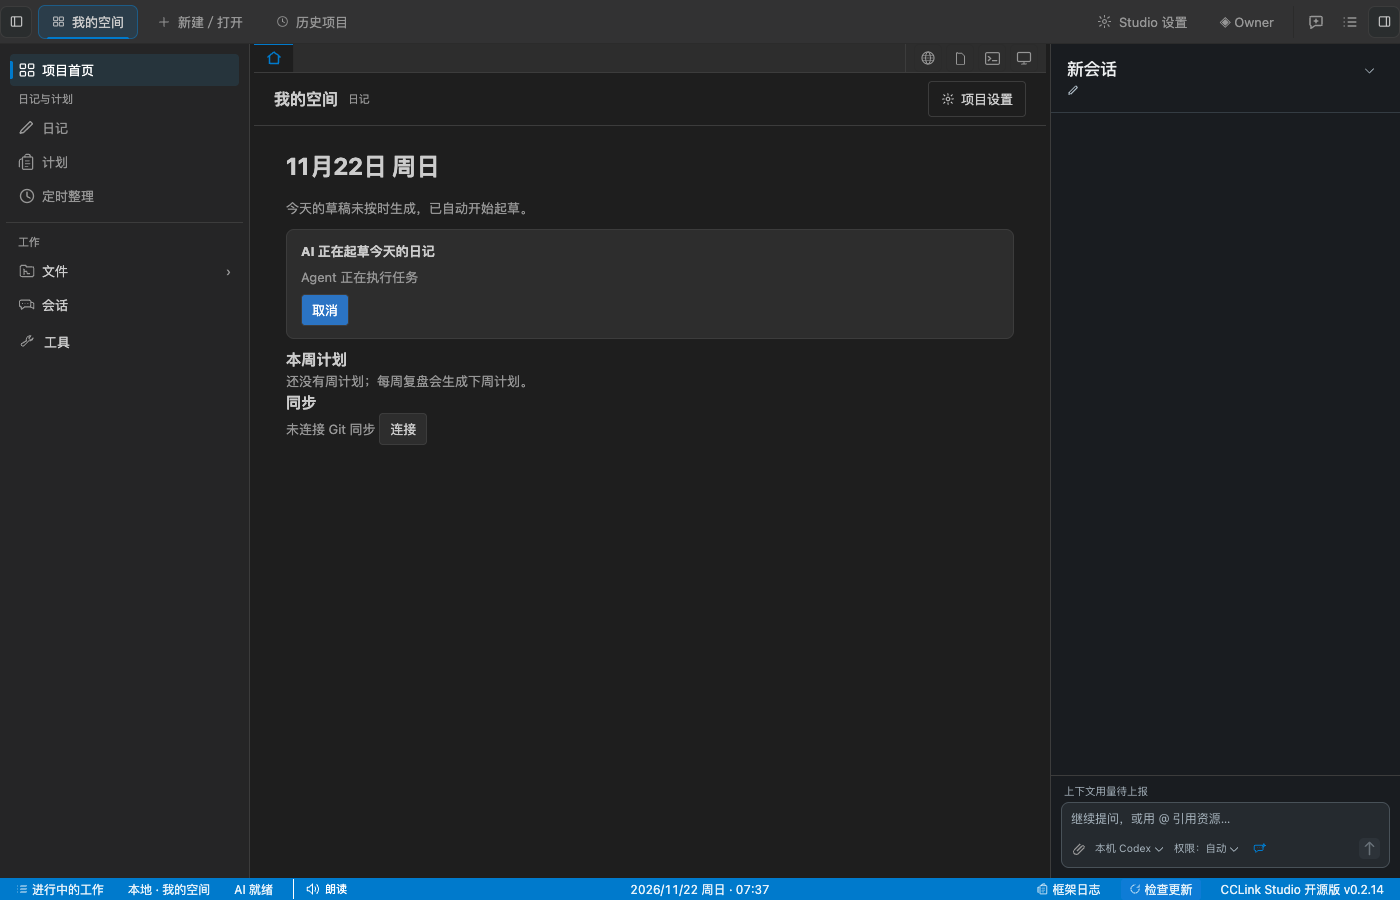 我的空间
新建 / 打开
历史项目
Studio 设置
Owner
项目首页
日记与计划
日记
计划
定时整理
工作
文件
会话
工具
我的空间 日记
项目设置
11月22日 周日
今天的草稿未按时生成，已自动开始起草。
AI 正在起草今天的日记
Agent 正在执行任务
取消
本周计划
还没有周计划；每周复盘会生成下周计划。
同步
未连接 Git 同步 连接
新会话
上下文用量待上报
继续提问，或用 @ 引用资源...
本机 Codex 权限：自动
进行中的工作 本地 · 我的空间 AI 就绪 朗读 2026/11/22 周日 · 07:37 框架日志 检查更新 CCLink Studio 开源版 v0.2.14